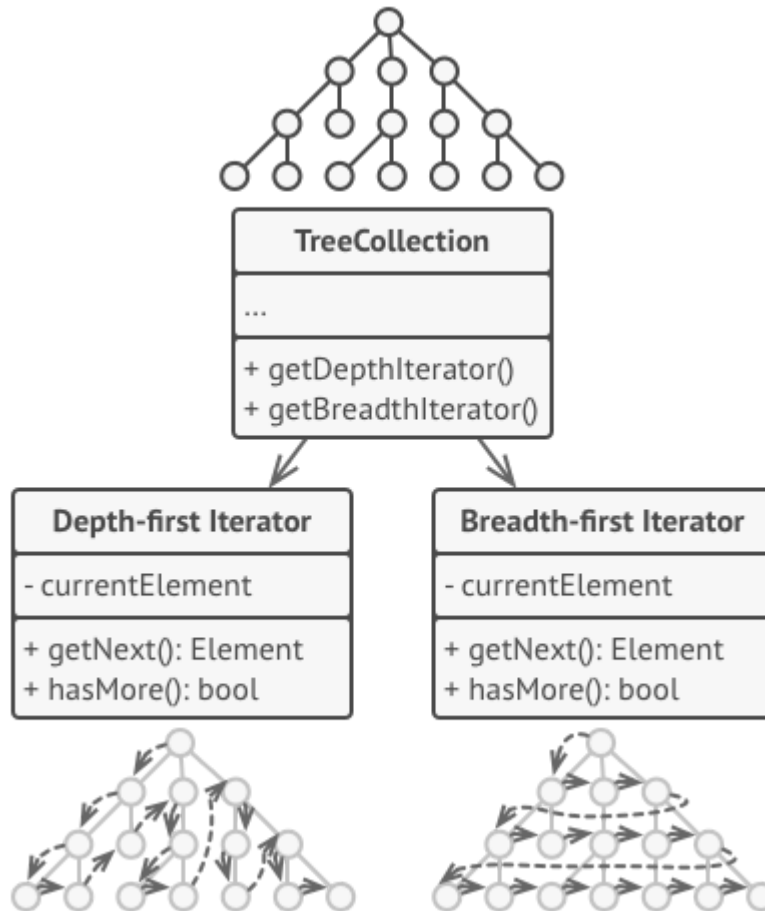 TreeCollection
...
+ getDepthIterator()
+ getBreadthIterator()
Depth-first Iterator
- currentElement
+ getNext(): Element
+ hasMore(): bool
Breadth-first Iterator
- currentElement
+ getNext(): Element
+ hasMore(): bool